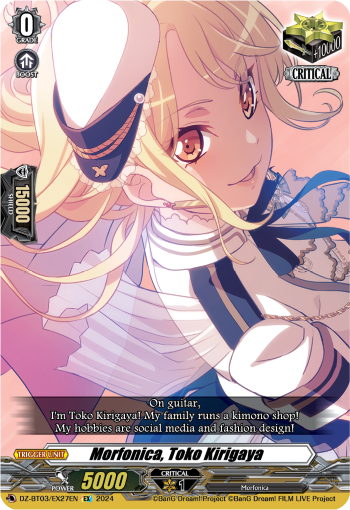 0
GRADE
BOOST
+10000
CRITICAL
15000
SHIELD
On guitar,
I'm Toko Kirigaya! My family runs a kimono shop!
My hobbies are social media and fashion design!
TRIGGER UNIT
Morfonica, Toko Kirigaya
POWER 5000
CRITICAL
1
Morfonica
DZ-BT03/EX27EN EX 2024 ©BanG Dream! Project ©BanG Dream! FILM LIVE Project